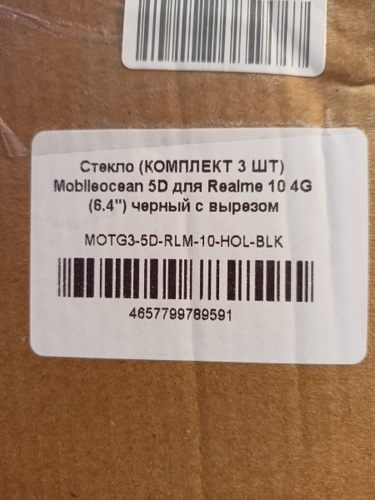 Стекло (КОМПЛЕКТ 3 ШТ)
Mobileocean 5D для Realme 10 4G
(6.4") черный с вырезом
MOTG3-5D-RLM-10-HOL-BLK
4657799789591